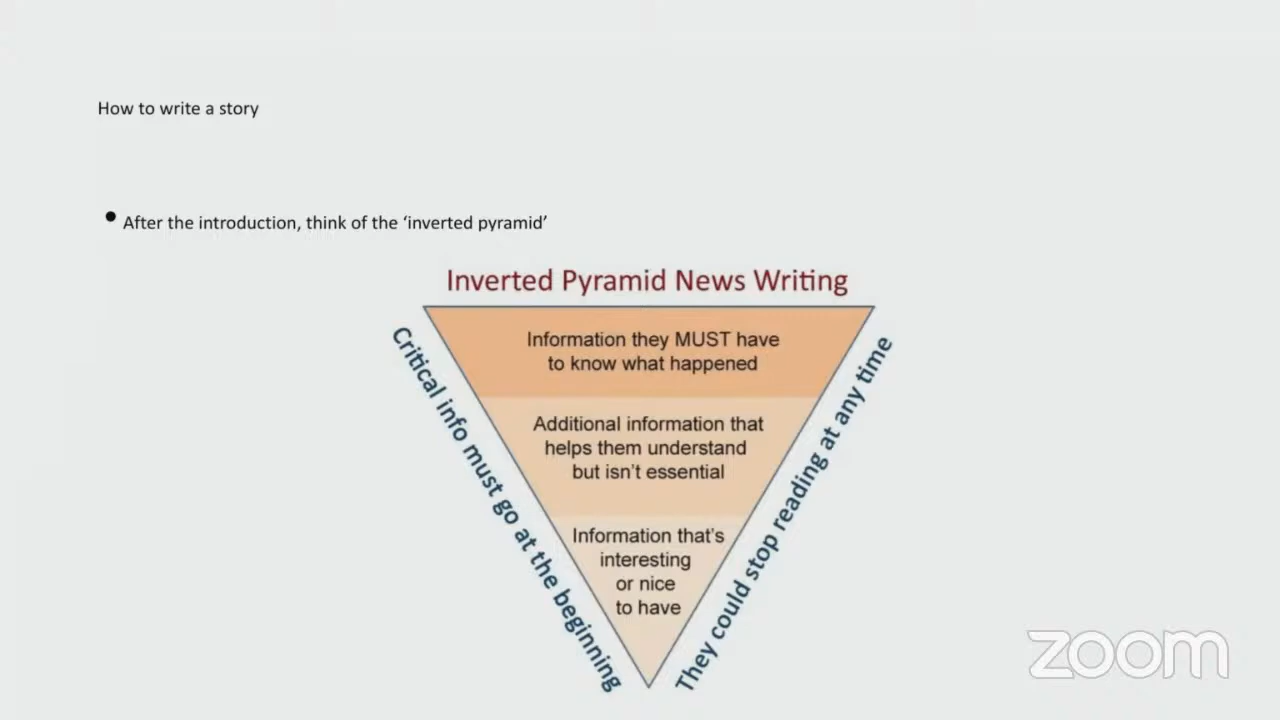 How to write a story
• After the introduction, think of the ‘inverted pyramid’
Inverted Pyramid News Writing
Critical info must go at the beginning
Information they MUST have
to know what happened
Additional information that
helps them understand
but isn't essential
Information that's
interesting
or nice
to have
They could stop reading at any time
zoom